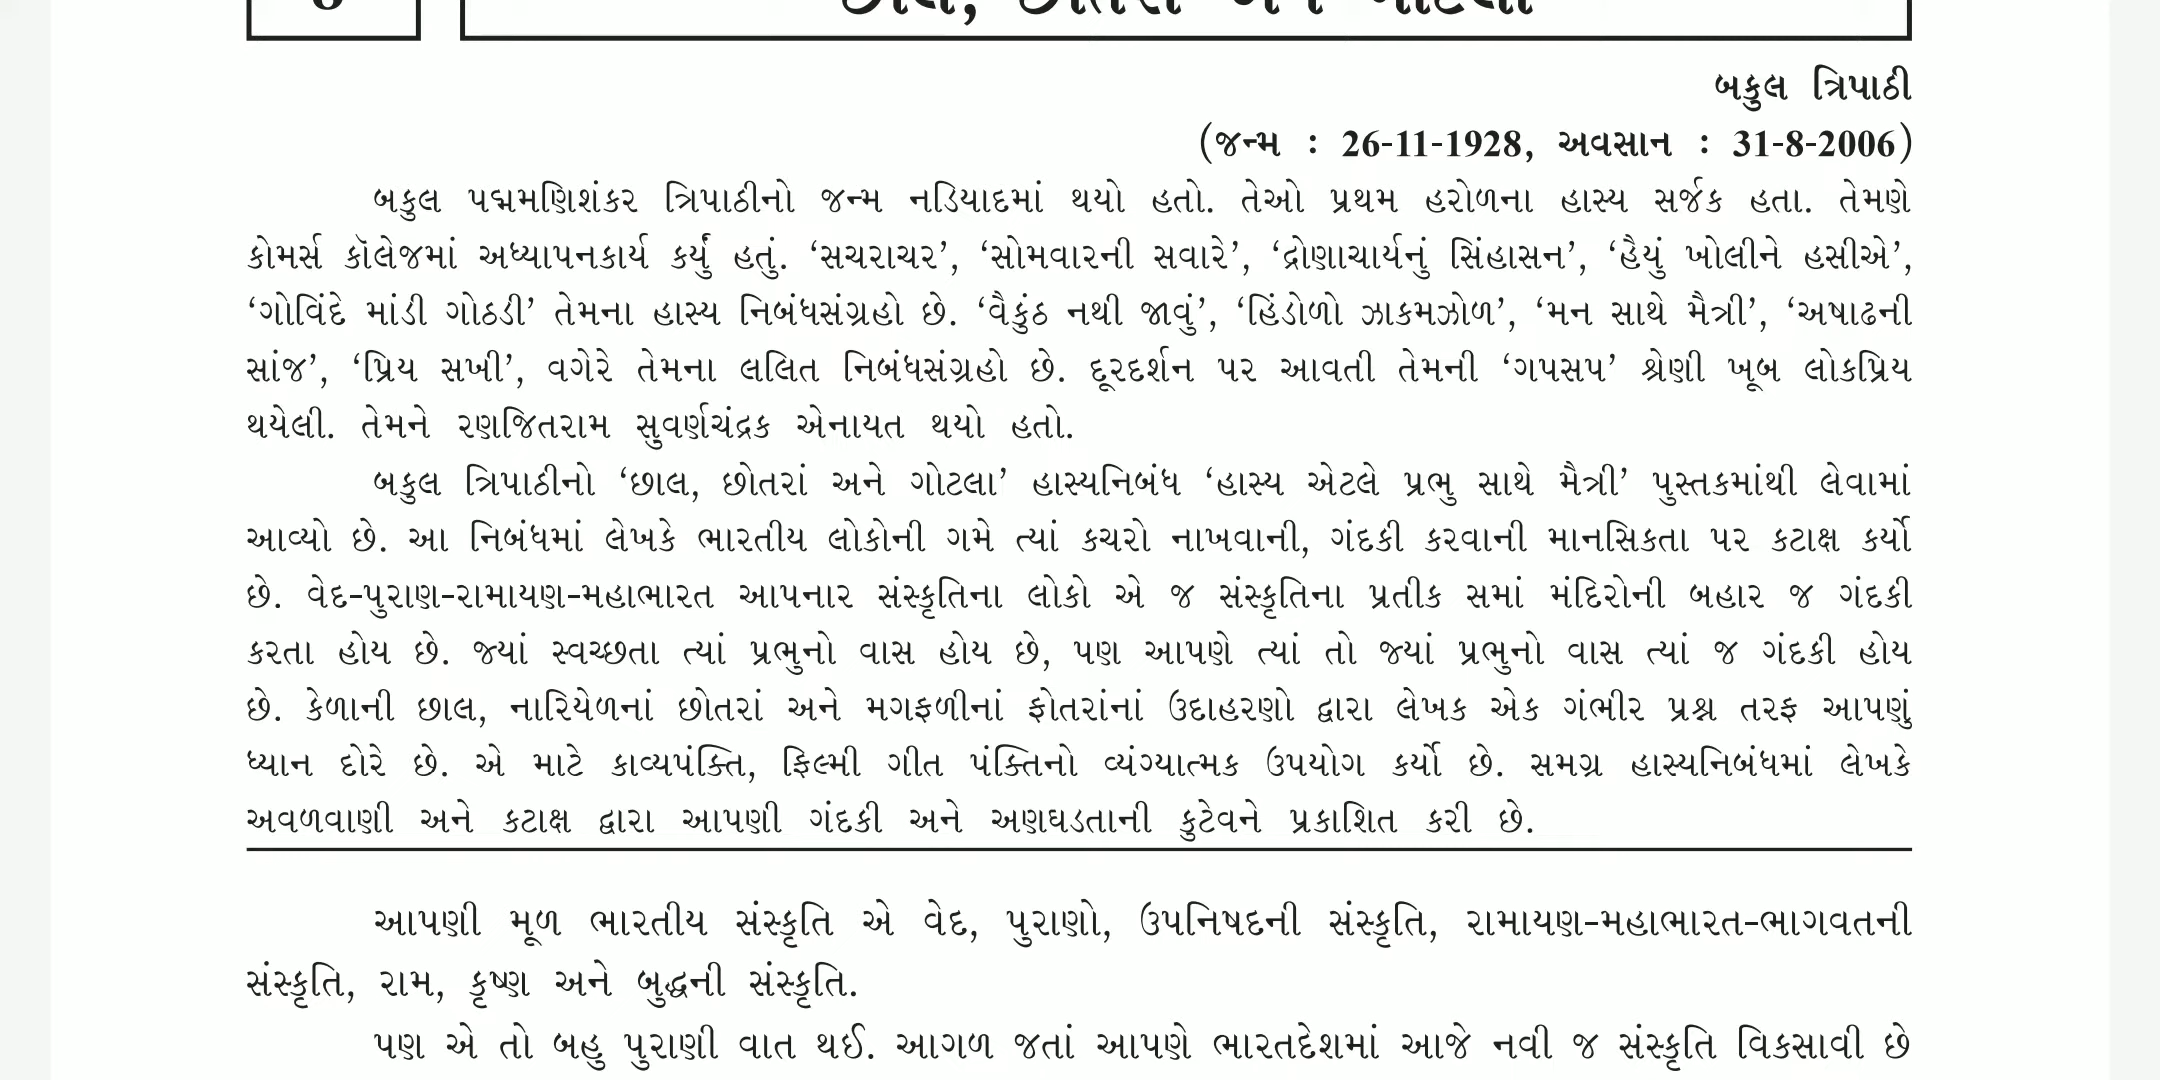 બકુલ ત્રિપાઠી
(જન્મ : 26-11-1928, અવસાન : 31-8-2006)
બકુલ પદ્મમણિશંકર ત્રિપાઠીનો જન્મ નડિયાદમાં થયો હતો. તેઓ પ્રથમ હરોળના હાસ્ય સર્જક હતા. તેમણે
કોમર્સ કૉલેજમાં અધ્યાપનકાર્ય કર્યું હતું. ‘સચરાચર’, ‘સોમવારની સવારે’, ‘દ્રોણાચાર્યનું સિંહાસન’, ‘હૈયું ખોલીને હસીએ’,
‘ગોવિંદે માંડી ગોઠડી’ તેમના હાસ્ય નિબંધસંગ્રહો છે. ‘વૈકુંઠ નથી જાવું’, ‘હિંડોળો ઝાકમઝોળ’, ‘મન સાથે મૈત્રી’, ‘અષાઢની
સાંજ’, ‘પ્રિય સખી’, વગેરે તેમના લલિત નિબંધસંગ્રહો છે. દૂરદર્શન પર આવતી તેમની ‘ગપસપ’ શ્રેણી ખૂબ લોકપ્રિય
થયેલી. તેમને રણજિતરામ સુવર્ણચંદ્રક એનાયત થયો હતો.
બકુલ ત્રિપાઠીનો ‘છાલ, છોતરાં અને ગોટલા’ હાસ્યનિબંધ ‘હાસ્ય એટલે પ્રભુ સાથે મૈત્રી’ પુસ્તકમાંથી લેવામાં
આવ્યો છે. આ નિબંધમાં લેખકે ભારતીય લોકોની ગમે ત્યાં કચરો નાખવાની, ગંદકી કરવાની માનસિકતા પર કટાક્ષ કર્યો
છે. વેદ-પુરાણ-રામાયણ-મહાભારત આપનાર સંસ્કૃતિના લોકો એ જ સંસ્કૃતિના પ્રતીક સમાં મંદિરોની બહાર જ ગંદકી
કરતા હોય છે. જ્યાં સ્વચ્છતા ત્યાં પ્રભુનો વાસ હોય છે, પણ આપણે ત્યાં તો જ્યાં પ્રભુનો વાસ ત્યાં જ ગંદકી હોય
છે. કેળાની છાલ, નારિયેળનાં છોતરાં અને મગફળીનાં ફોતરાંનાં ઉદાહરણો દ્વારા લેખક એક ગંભીર પ્રશ્ન તરફ આપણું
ધ્યાન દોરે છે. એ માટે કાવ્યપંક્તિ, ફિલ્મી ગીત પંક્તિનો વ્યંગ્યાત્મક ઉપયોગ કર્યો છે. સમગ્ર હાસ્યનિબંધમાં લેખકે
અવળવાણી અને કટાક્ષ દ્વારા આપણી ગંદકી અને અણઘડતાની કુટેવને પ્રકાશિત કરી છે.
આપણી મૂળ ભારતીય સંસ્કૃતિ એ વેદ, પુરાણો, ઉપનિષદની સંસ્કૃતિ, રામાયણ-મહાભારત-ભાગવતની
સંસ્કૃતિ, રામ, કૃષ્ણ અને બુદ્ધની સંસ્કૃતિ.
પણ એ તો બહુ પુરાણી વાત થઈ. આગળ જતાં આપણે ભારતદેશમાં આજે નવી જ સંસ્કૃતિ વિકસાવી છે